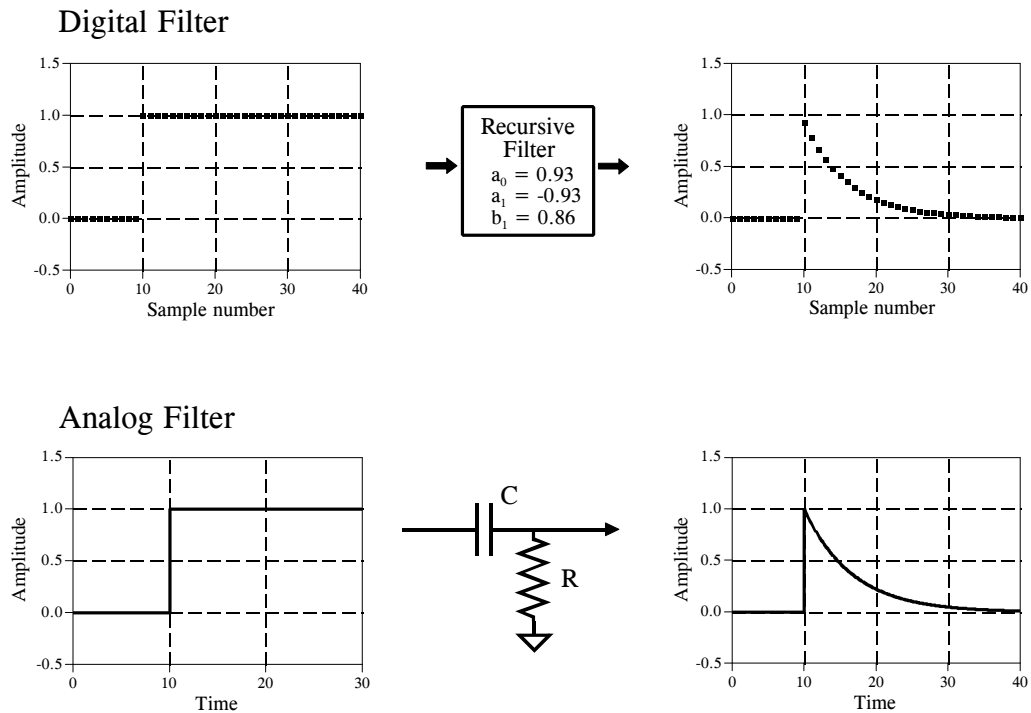 Digital Filter
Amplitude
1.5
1.0
0.5
0.0
-0.5
0 10 20 30 40
Sample number
Recursive
Filter
a₀ = 0.93
a₁ = -0.93
b₁ = 0.86
Amplitude
1.5
1.0
0.5
0.0
-0.5
0 10 20 30 40
Sample number
Analog Filter
Amplitude
1.5
1.0
0.5
0.0
-0.5
0 10 20 30
Time
C
R
Amplitude
1.5
1.0
0.5
0.0
-0.5
0 10 20 30 40
Time